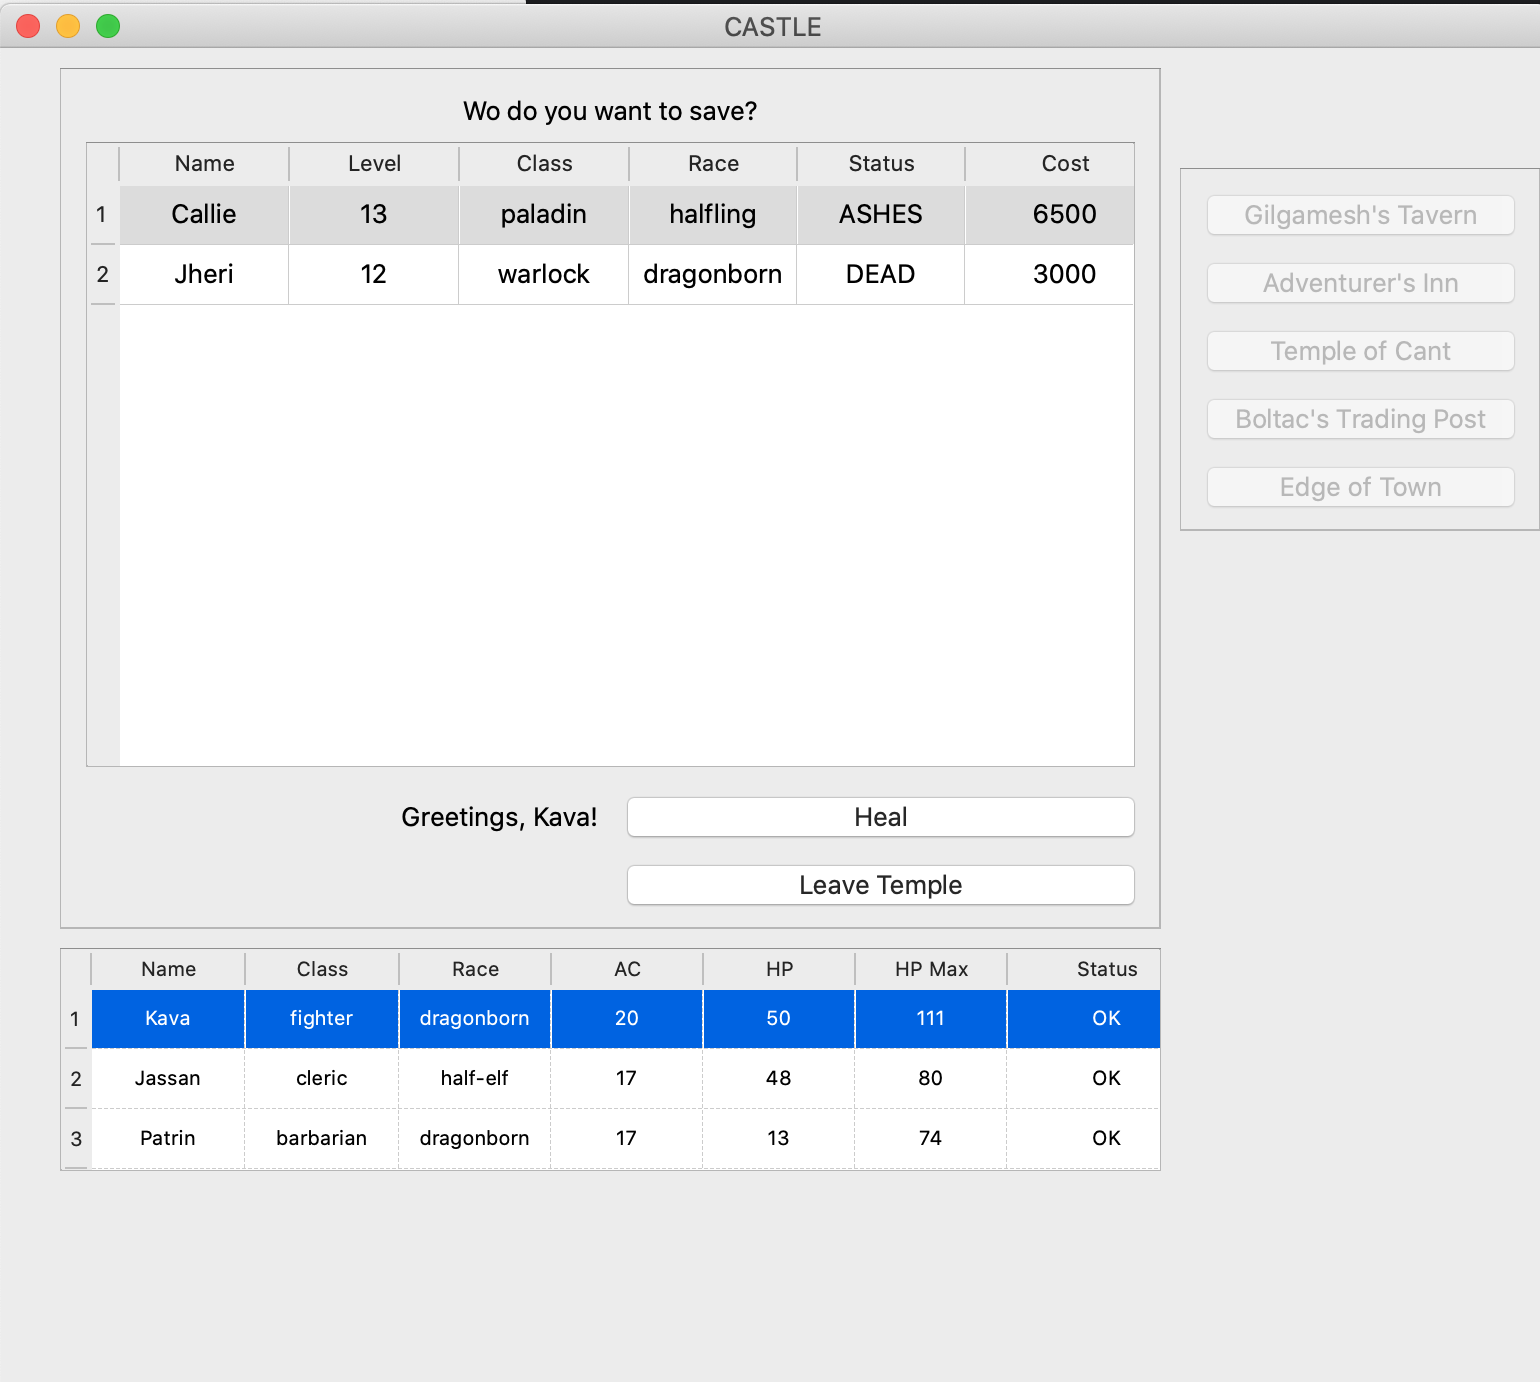 CASTLE
Wo do you want to save?
Name Level Class Race Status Cost
1 Callie 13 paladin halfling ASHES 6500
2 Jheri 12 warlock dragonborn DEAD 3000
Greetings, Kava! Heal
Leave Temple
Gilgamesh's Tavern
Adventurer's Inn
Temple of Cant
Boltac's Trading Post
Edge of Town
Name Class Race AC HP HP Max Status
1 Kava fighter dragonborn 20 50 111 OK
2 Jassan cleric half-elf 17 48 80 OK
3 Patrin barbarian dragonborn 17 13 74 OK